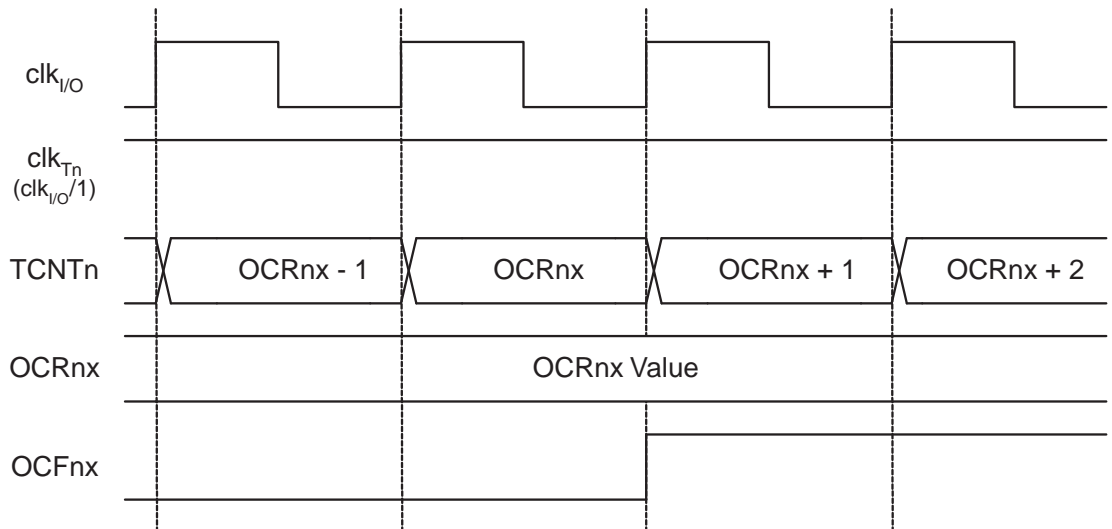 clkI/O
clkTn
(clkI/O/1)
TCNTn OCRnx - 1 OCRnx OCRnx + 1 OCRnx + 2
OCRnx OCRnx Value
OCFnx